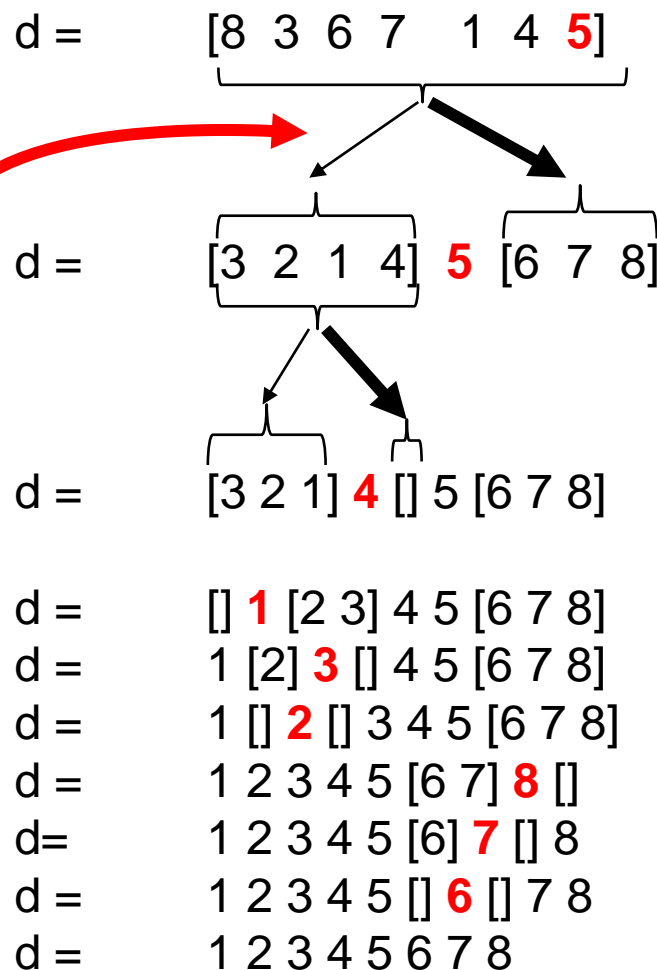 d = [8 3 6 7 1 4 5]
d = [3 2 1 4] 5 [6 7 8]
d = [3 2 1] 4 [] 5 [6 7 8]
d = [] 1 [2 3] 4 5 [6 7 8]
d = 1 [2] 3 [] 4 5 [6 7 8]
d = 1 [] 2 [] 3 4 5 [6 7 8]
d = 1 2 3 4 5 [6 7] 8 []
d= 1 2 3 4 5 [6] 7 [] 8
d = 1 2 3 4 5 [] 6 [] 7 8
d = 1 2 3 4 5 6 7 8